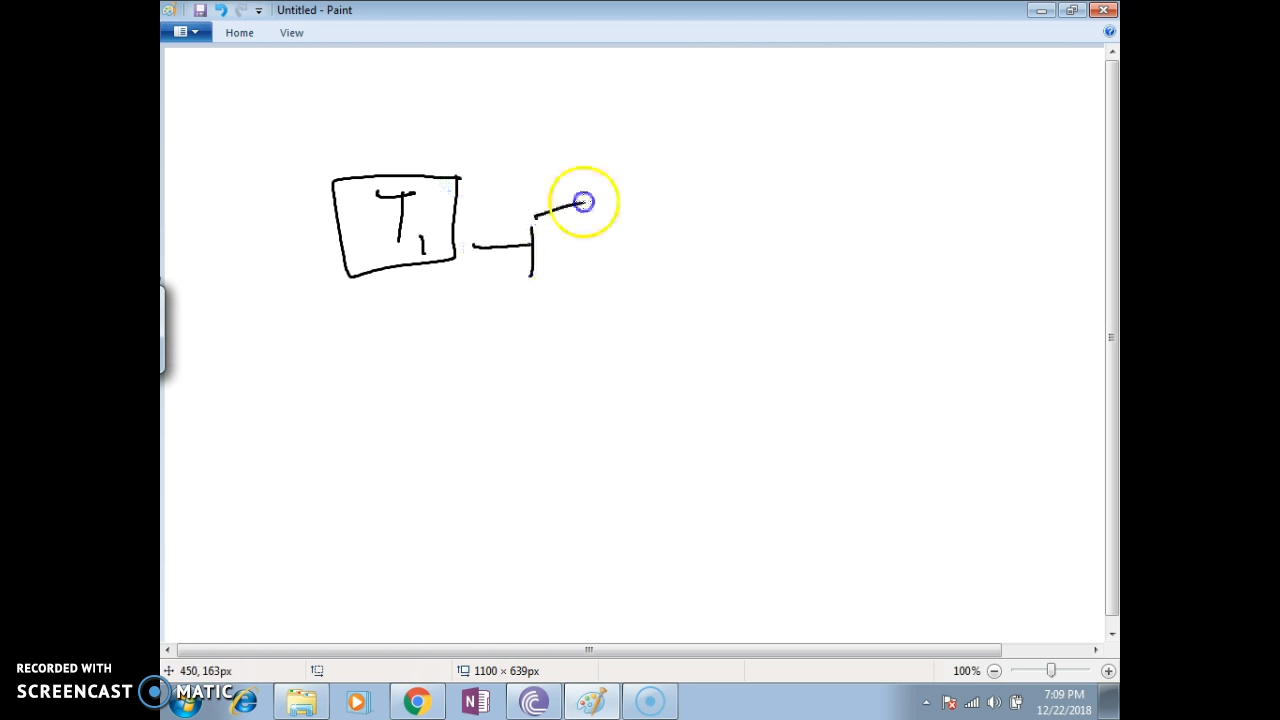 Untitled - Paint
Home View
T1
450, 163px
1100 × 639px
100%
RECORDED WITH
SCREENCAST MATIC
7:09 PM
12/22/2018